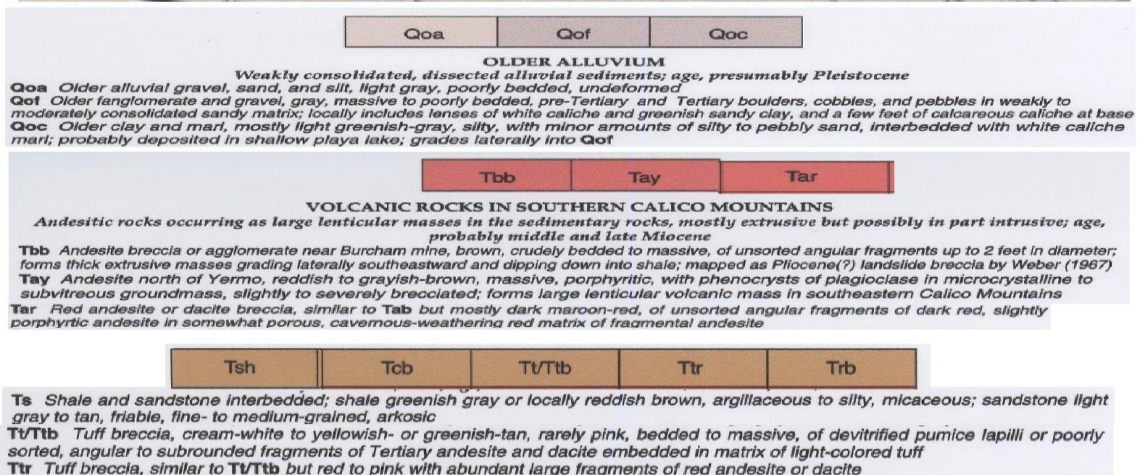 Qoa Qof Qoc
OLDER ALLUVIUM
Weakly consolidated, dissected alluvial sediments; age, presumably Pleistocene
Qoa Older alluvial gravel, sand, and silt, light gray, poorly bedded, undeformed
Qof Older fanglomerate and gravel, gray, massive to poorly bedded, pre-Tertiary and Tertiary boulders, cobbles, and pebbles in weakly to
moderately consolidated sandy matrix; locally includes lenses of white caliche and greenish sandy clay, and a few feet of calcareous caliche at base
Qoc Older clay and marl, mostly light greenish-gray, silty, with minor amounts of silty to pebbly sand, interbedded with white caliche
marl; probably deposited in shallow playa lake; grades laterally into Qof
Tbb Tay Tar
VOLCANIC ROCKS IN SOUTHERN CALICO MOUNTAINS
Andesitic rocks occurring as large lenticular masses in the sedimentary rocks, mostly extrusive but possibly in part intrusive; age,
probably middle and late Miocene
Tbb Andesite breccia or agglomerate near Burcham mine, brown, crudely bedded to massive, of unsorted angular fragments up to 2 feet in diameter;
forms thick extrusive masses grading laterally southeastward and dipping down into shale; mapped as Pliocene(?) landslide breccia by Weber (1967)
Tay Andesite north of Yermo, reddish to grayish-brown, massive, porphyritic, with phenocrysts of plagioclase in microcrystalline to
subvitreous groundmass, slightly to severely brecciated; forms large lenticular volcanic mass in southeastern Calico Mountains
Tar Red andesite or dacite breccia, similar to Tab but mostly dark maroon-red, of unsorted angular fragments of dark red, slightly
porphyrtic andesite in somewhat porous, cavernous-weathering red matrix of fragmental andesite
Tsh Tcb Tt/Ttb Ttr Trb
Ts Shale and sandstone interbedded; shale greenish gray or locally reddish brown, argillaceous to silty, micaceous; sandstone light
gray to tan, friable, fine- to medium-grained, arkosic
Tt/Ttb Tuff breccia, cream-white to yellowish- or greenish-tan, rarely pink, bedded to massive, of devitrified pumice lapilli or poorly
sorted, angular to subrounded fragments of Tertiary andesite and dacite embedded in matrix of light-colored tuff
Ttr Tuff breccia, similar to Tt/Ttb but red to pink with abundant large fragments of red andesite or dacite